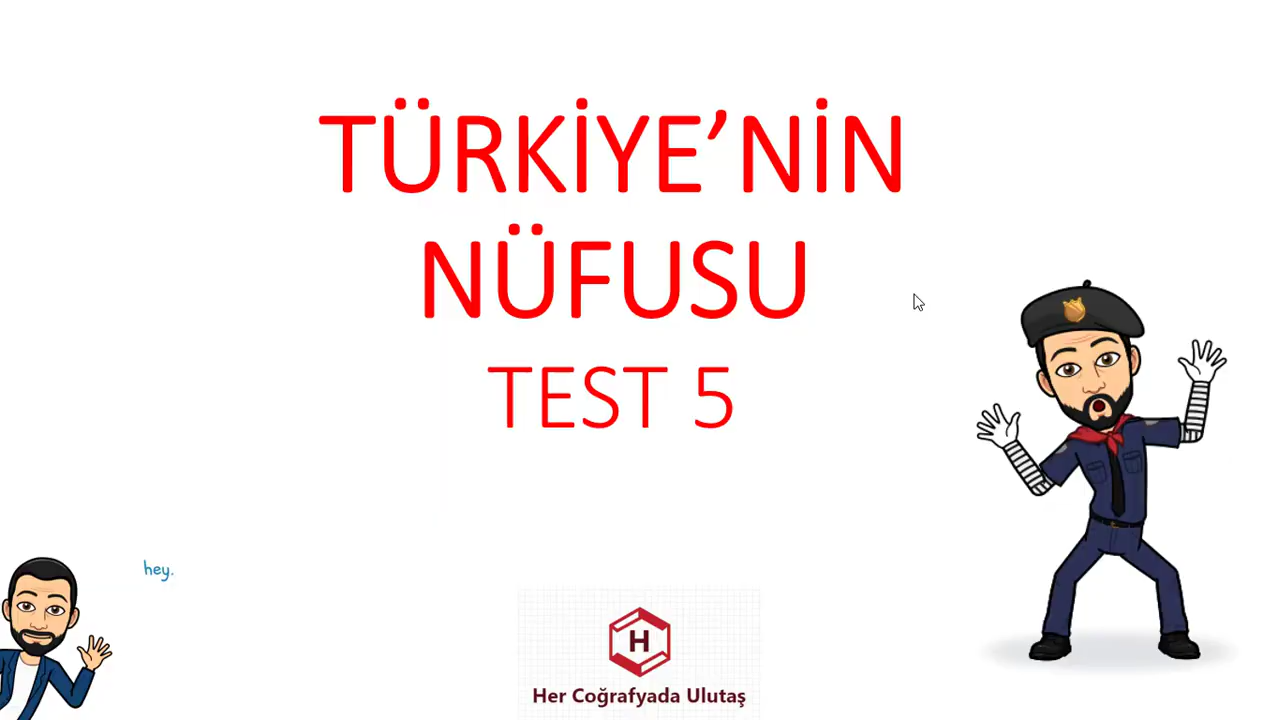 TÜRKİYE’NİN
NÜFUSU
TEST 5
hey.
H
Her Coğrafyada Ulutaş